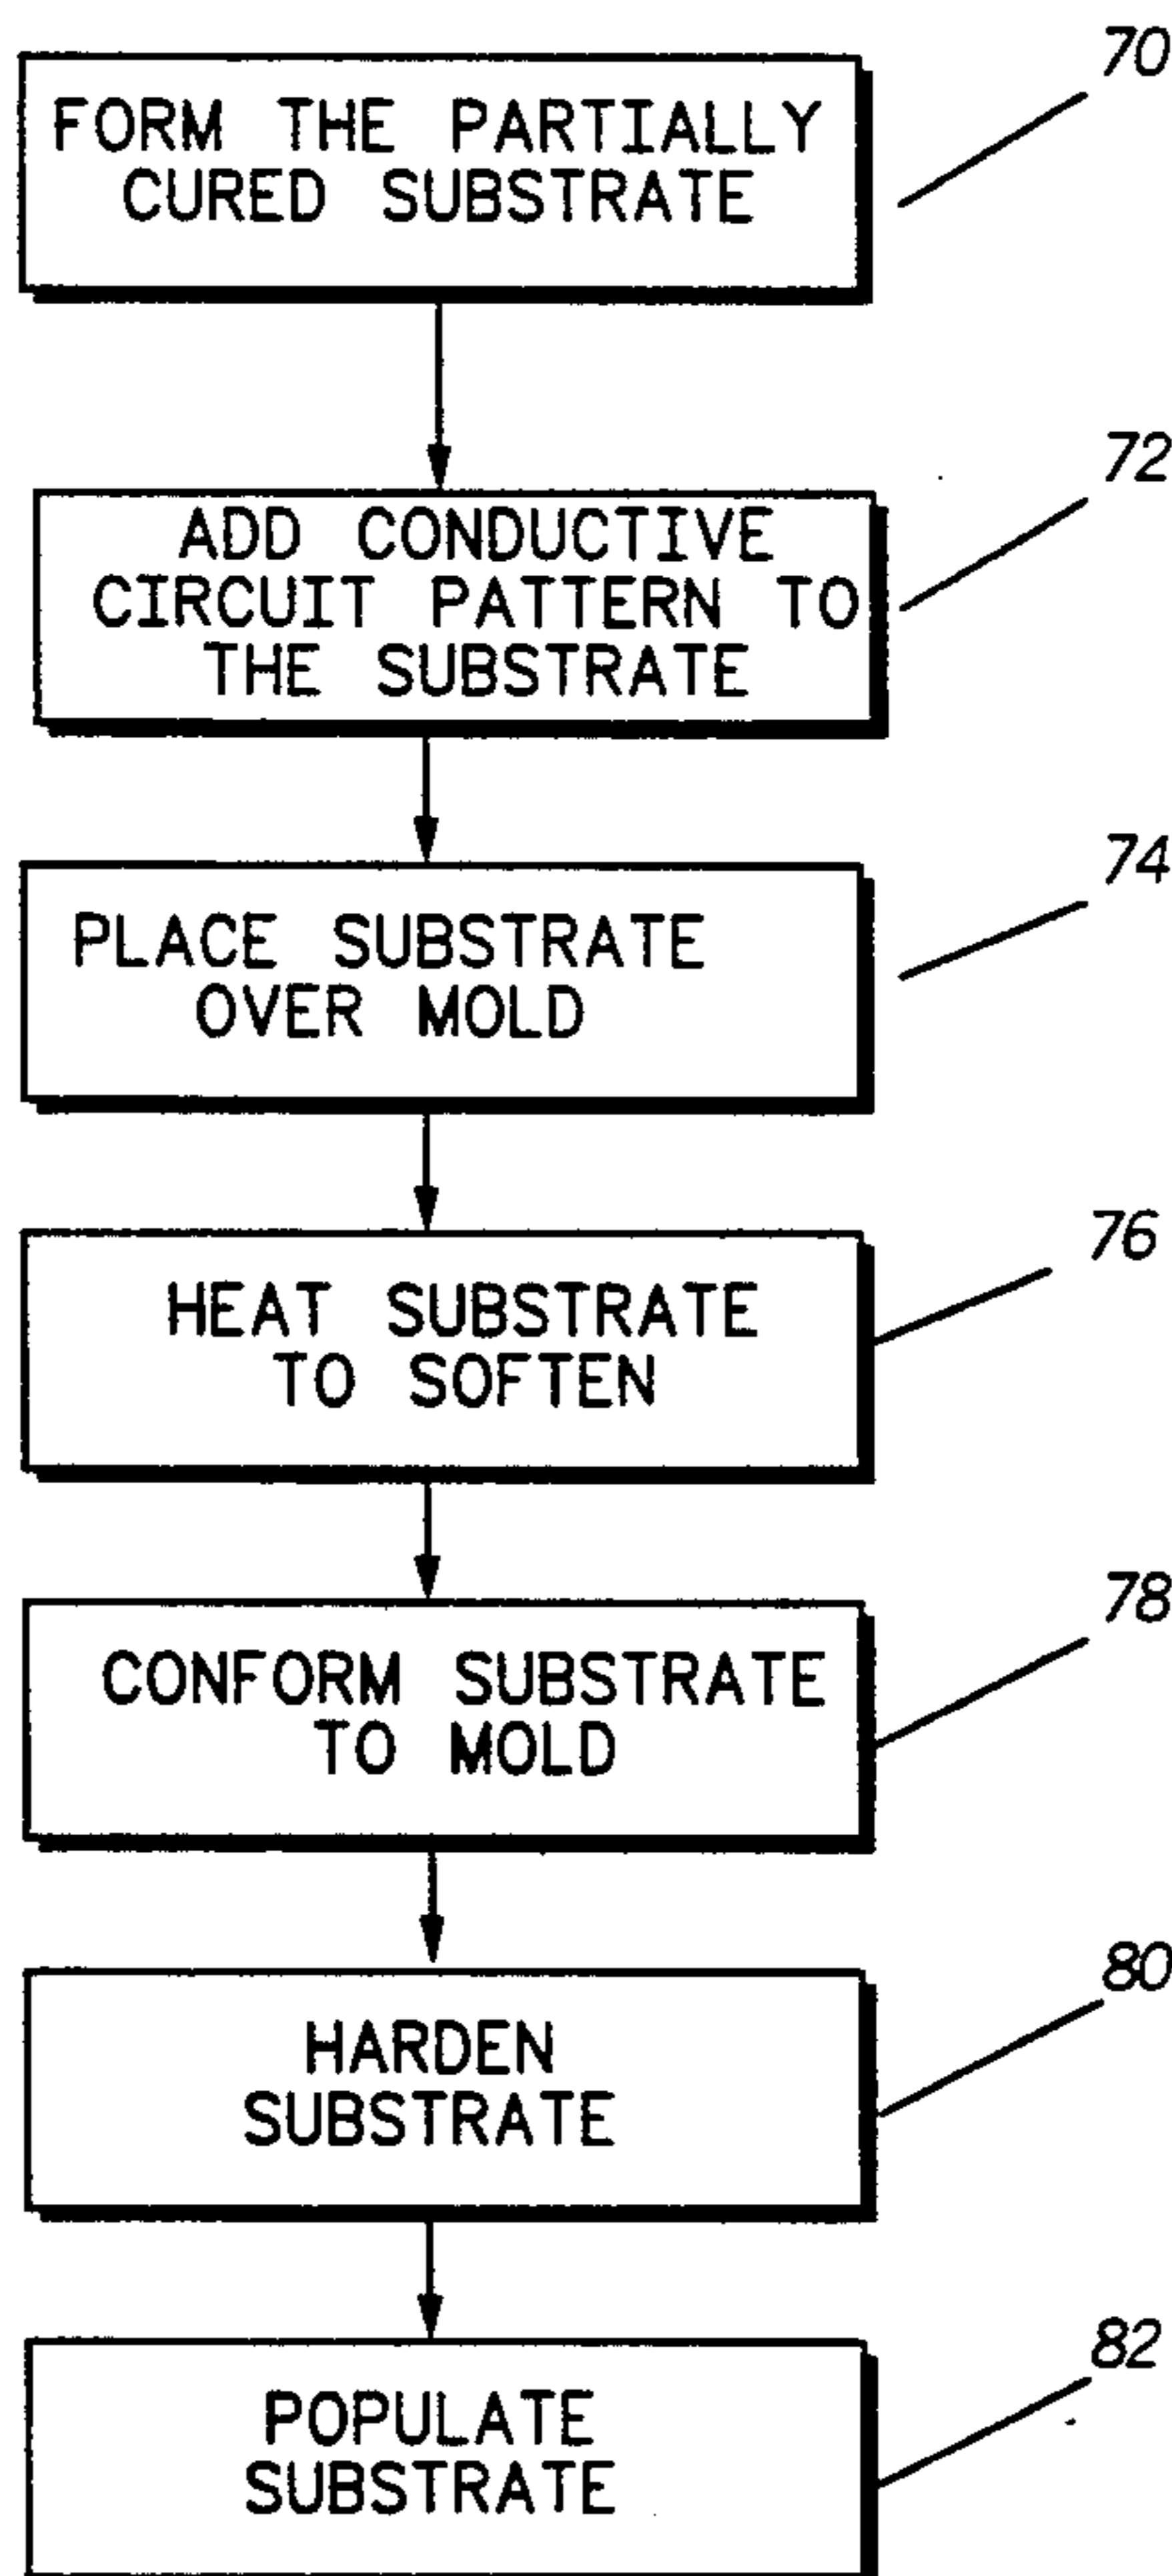 70
FORM THE PARTIALLY
CURED SUBSTRATE
72
ADD CONDUCTIVE
CIRCUIT PATTERN TO
THE SUBSTRATE
74
PLACE SUBSTRATE
OVER MOLD
76
HEAT SUBSTRATE
TO SOFTEN
78
CONFORM SUBSTRATE
TO MOLD
80
HARDEN
SUBSTRATE
82
POPULATE
SUBSTRATE